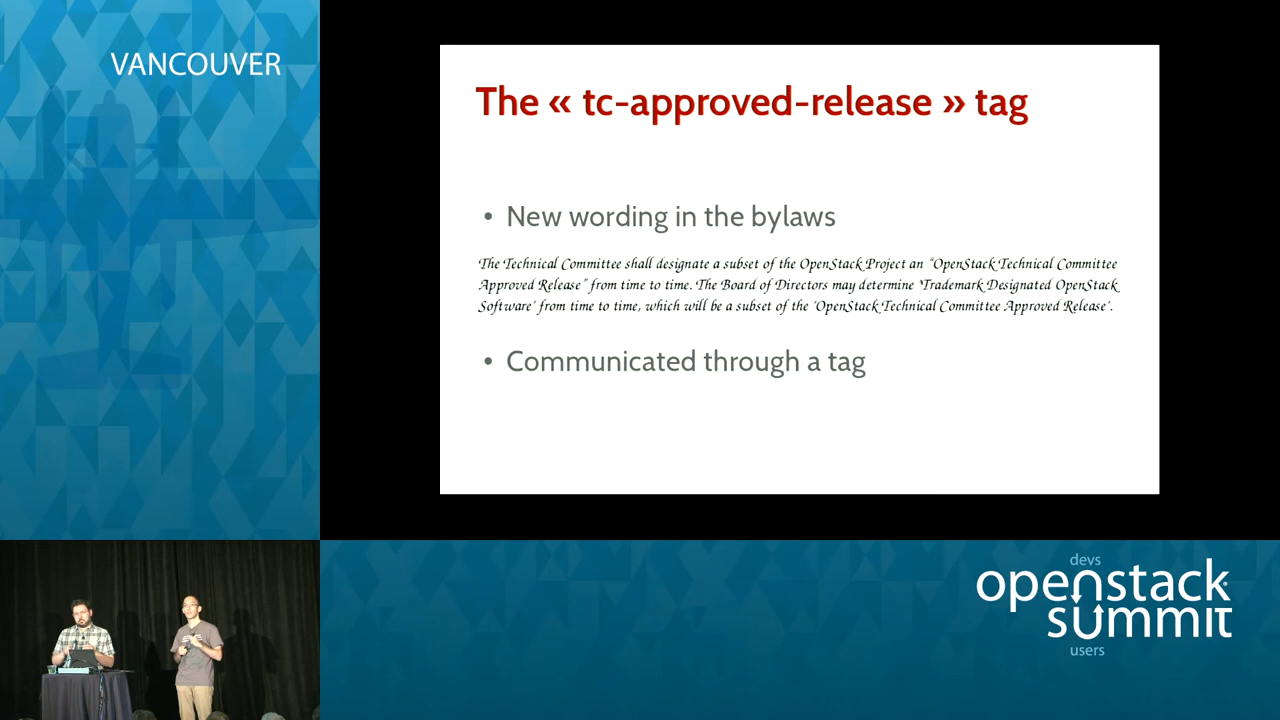 VANCOUVER
The « tc-approved-release » tag
• New wording in the bylaws
The Technical Committee shall designate a subset of the OpenStack Project an “OpenStack Technical Committee
Approved Release” from time to time. The Board of Directors may determine 'Trademark Designated OpenStack
Software' from time to time, which will be a subset of the 'OpenStack Technical Committee Approved Release'.
• Communicated through a tag
devs
openstack
summit
users